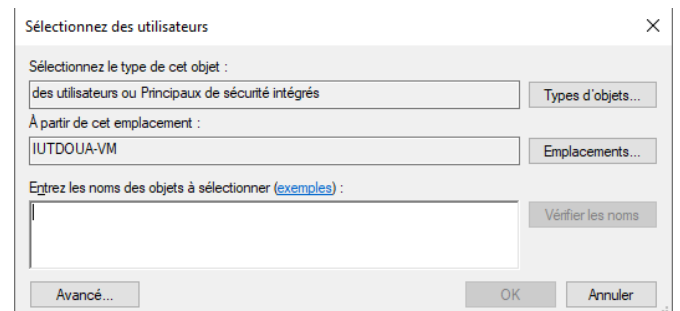 Sélectionnez des utilisateurs
Sélectionnez le type de cet objet :
des utilisateurs ou Principaux de sécurité intégrés
Types d'objets...
À partir de cet emplacement :
IUTDOUA-VM
Emplacements...
Entrez les noms des objets à sélectionner (exemples) :
Vérifier les noms
Avancé...
OK
Annuler